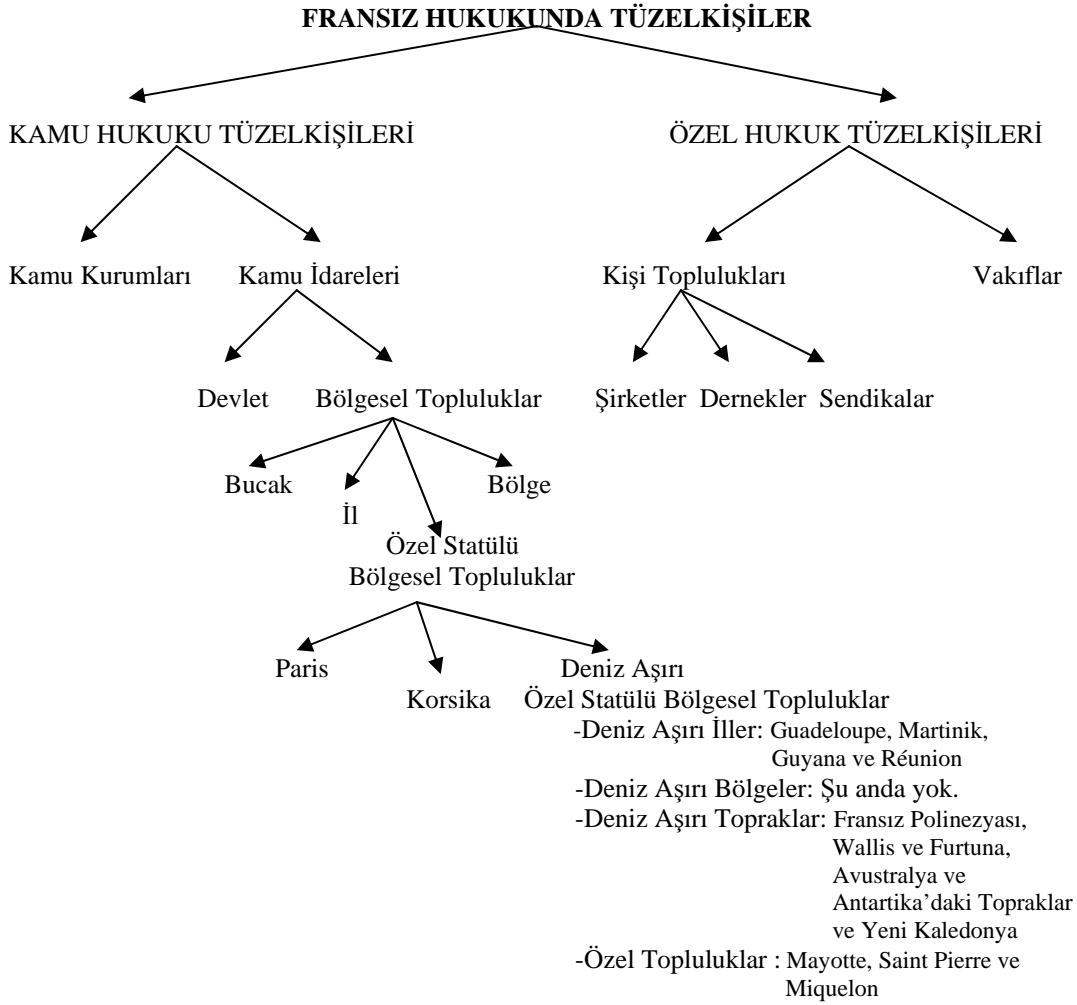 FRANSIZ HUKUKUNDA TÜZELKİŞİLER
KAMU HUKUKU TÜZELKİŞİLERİ
ÖZEL HUKUK TÜZELKİŞİLERİ
Kamu Kurumları
Kamu İdareleri
Kişi Toplulukları
Vakıflar
Devlet
Bölgesel Topluluklar
Şirketler
Dernekler
Sendikalar
Bucak
Bölge
İl
Özel Statülü
Bölgesel Topluluklar
Paris
Korsika
Deniz Aşırı
Özel Statülü Bölgesel Topluluklar
-Deniz Aşırı İller: Guadeloupe, Martinik,
Guyana ve Réunion
-Deniz Aşırı Bölgeler: Şu anda yok.
-Deniz Aşırı Topraklar: Fransız Polinezyası,
Wallis ve Furtuna,
Avustralya ve
Antartika’daki Topraklar
ve Yeni Kaledonya
-Özel Topluluklar : Mayotte, Saint Pierre ve
Miquelon